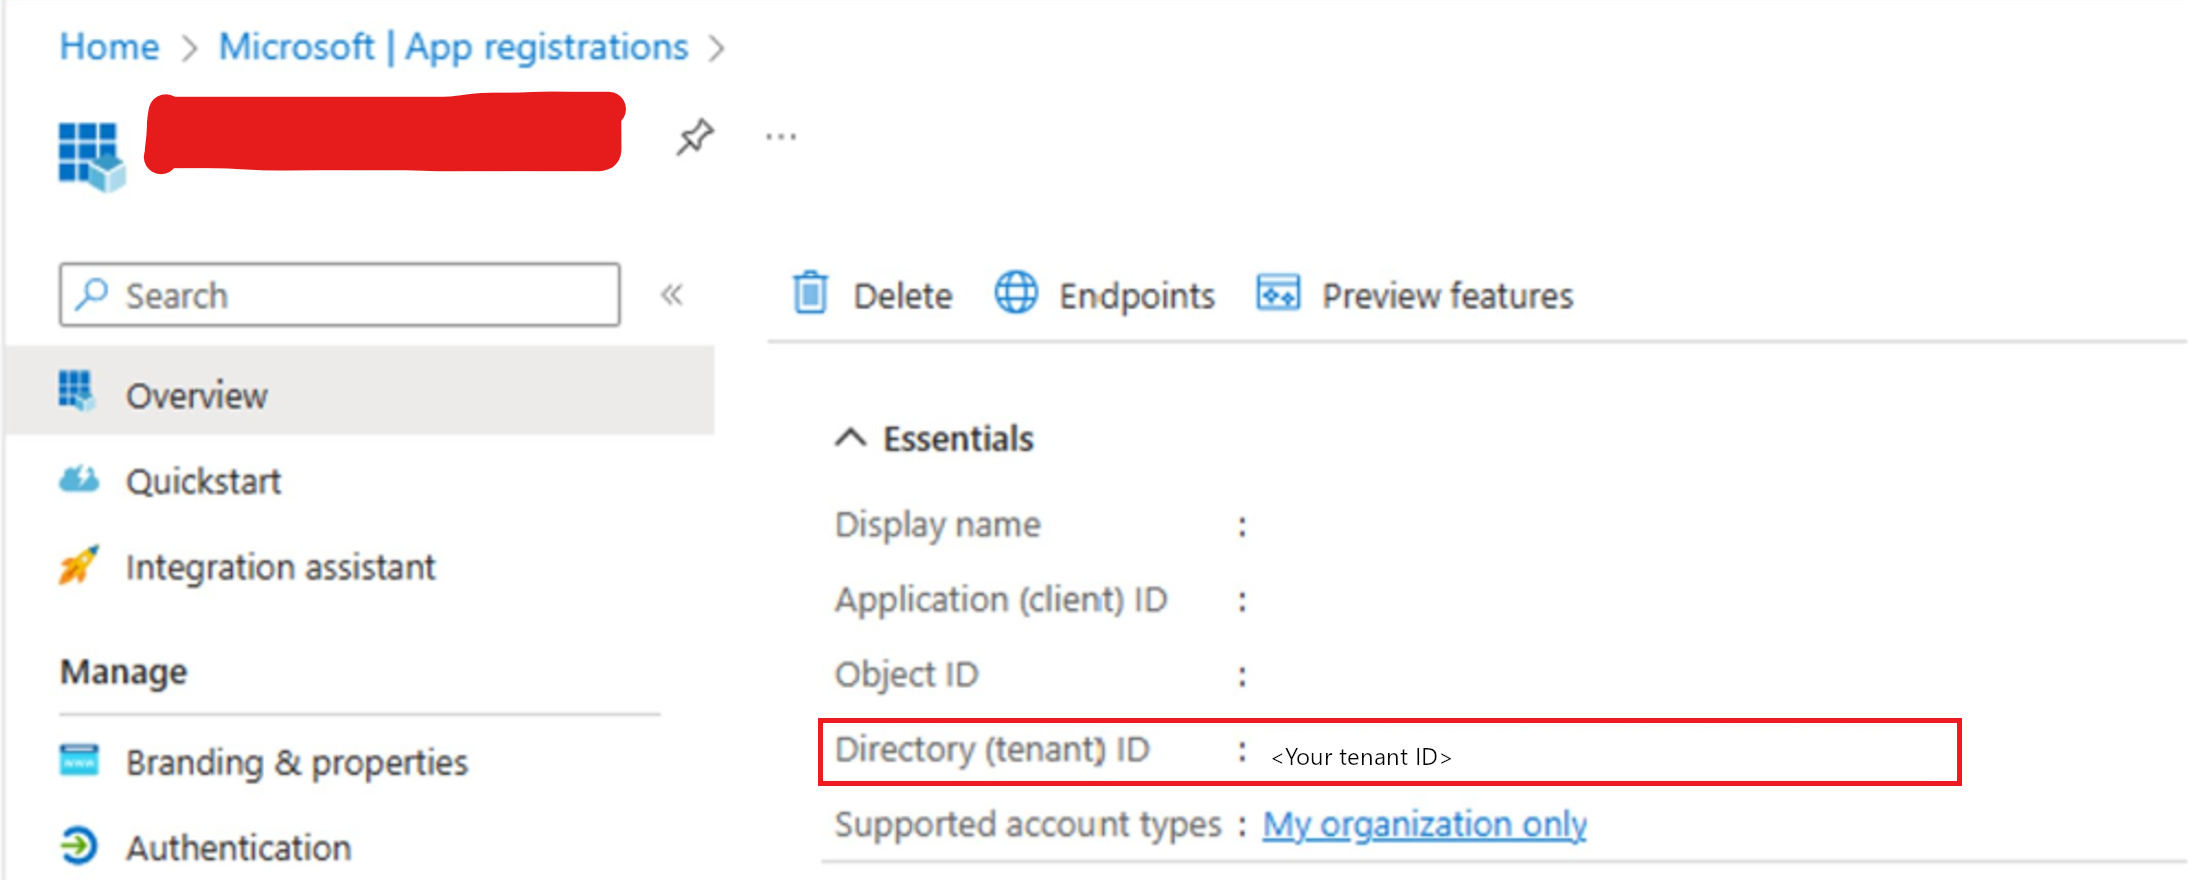 Home > Microsoft | App registrations >
...
Search «
Delete Endpoints Preview features
Overview
Quickstart
Integration assistant
Manage
Branding & properties
Authentication
Essentials
Display name :
Application (client) ID :
Object ID :
Directory (tenant) ID : <Your tenant ID>
Supported account types : My organization only